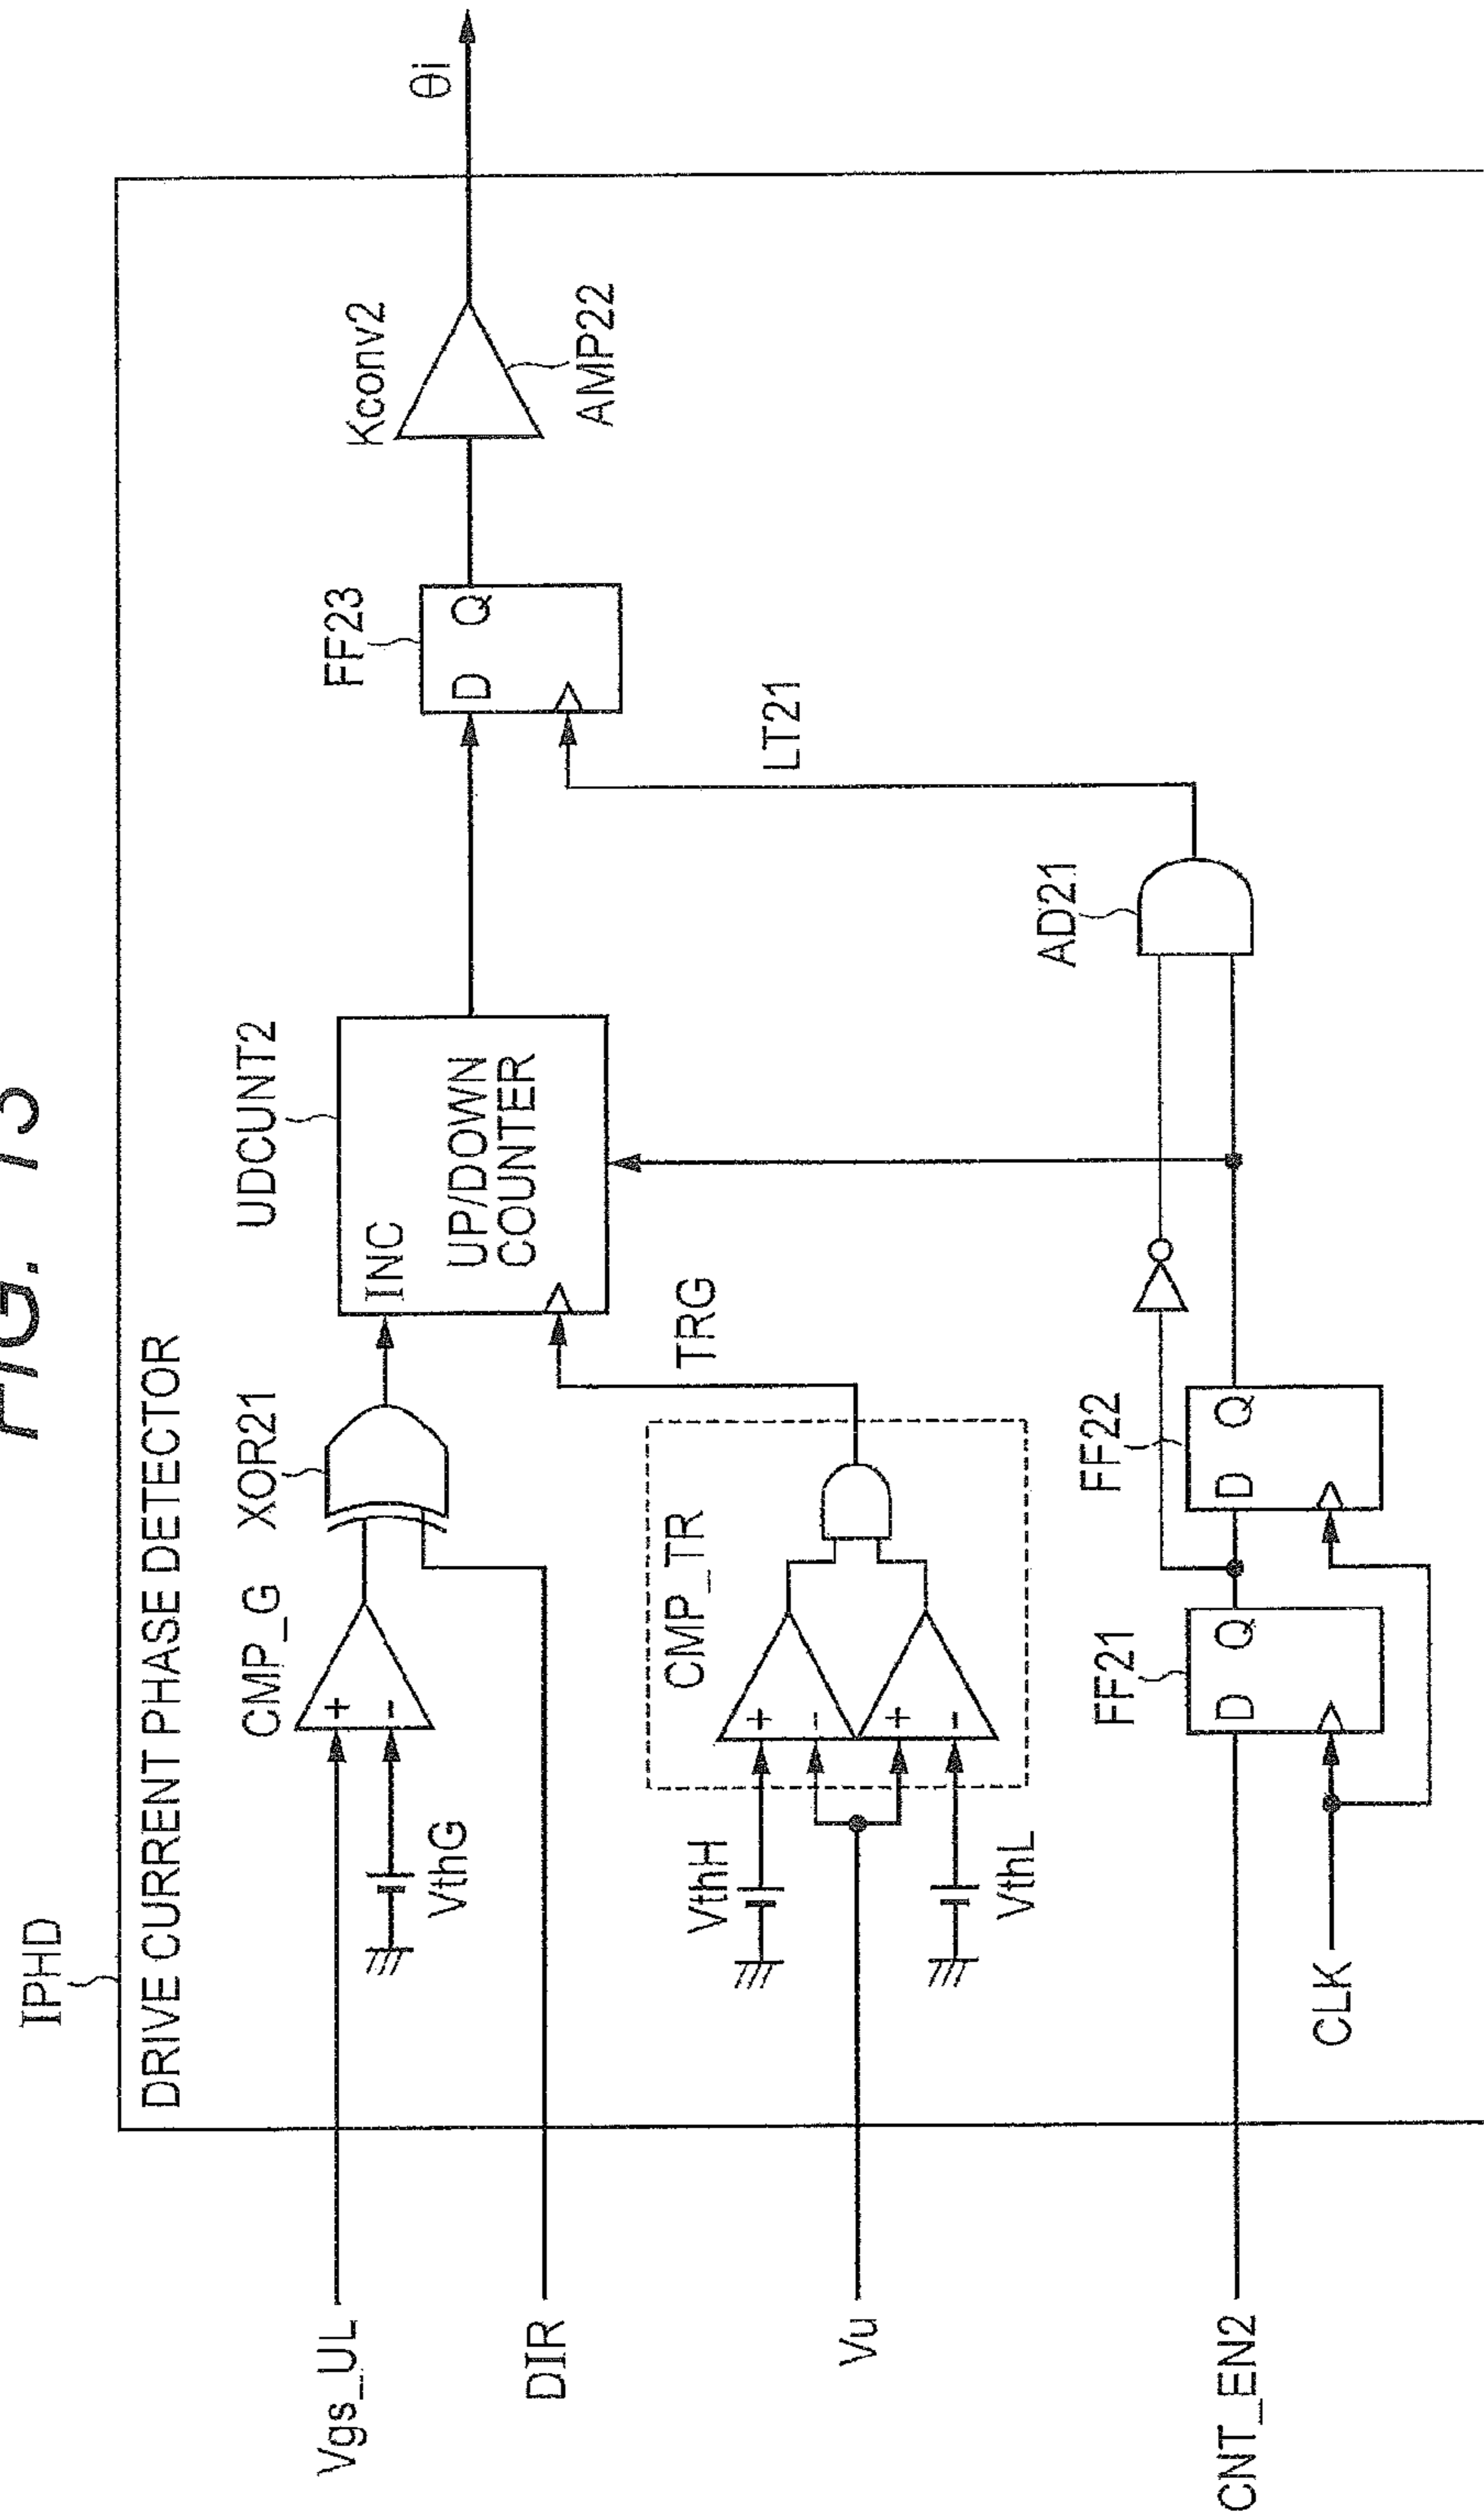 FIG. 13
IPHD
DRIVE CURRENT PHASE DETECTOR
Vgs_UL
VthG
CMP_G
+
-
XOR21
DIR
UDCUNT2
INC
UP/DOWN
COUNTER
FF23
D Q
Kconv2
AMP22
θi
Vu
VthH
VthL
CMP_TR
+
-
+
-
TRG
LT21
CNT_EN2
CLK
FF21
D Q
FF22
D Q
AD21